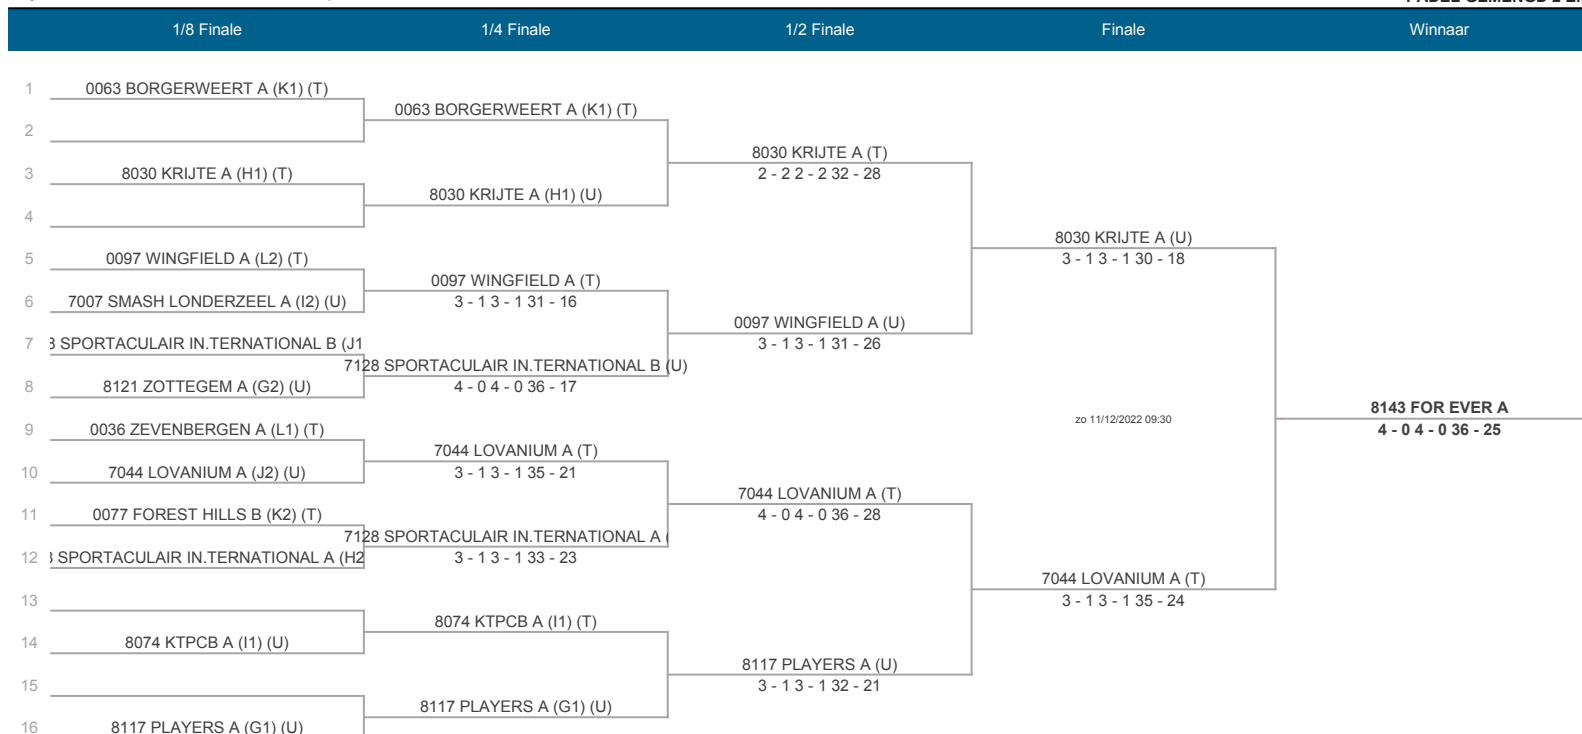 1/8 Finale 1/4 Finale 1/2 Finale Finale Winnaar
1 0063 BORGERWEERT A (K1) (T)
0063 BORGERWEERT A (K1) (T)
2
8030 KRIJTE A (T)
2 - 2 2 - 2 32 - 28
3 8030 KRIJTE A (H1) (T)
8030 KRIJTE A (H1) (U)
4
8030 KRIJTE A (U)
3 - 1 3 - 1 30 - 18
5 0097 WINGFIELD A (L2) (T)
0097 WINGFIELD A (T)
3 - 1 3 - 1 31 - 16
6 7007 SMASH LONDERZEEL A (I2) (U)
0097 WINGFIELD A (U)
3 - 1 3 - 1 31 - 26
7 SPORTACULAIR IN.TERNATIONAL B (J1
7128 SPORTACULAIR IN.TERNATIONAL B (U)
4 - 0 4 - 0 36 - 17
8 8121 ZOTTEGEM A (G2) (U)
8143 FOR EVER A
4 - 0 4 - 0 36 - 25
zo 11/12/2022 09:30
9 0036 ZEVENBERGEN A (L1) (T)
7044 LOVANIUM A (T)
3 - 1 3 - 1 35 - 21
10 7044 LOVANIUM A (J2) (U)
7044 LOVANIUM A (T)
4 - 0 4 - 0 36 - 28
11 0077 FOREST HILLS B (K2) (T)
7128 SPORTACULAIR IN.TERNATIONAL A (
3 - 1 3 - 1 33 - 23
12 SPORTACULAIR IN.TERNATIONAL A (H2
7044 LOVANIUM A (T)
3 - 1 3 - 1 35 - 24
13
8074 KTPCB A (I1) (T)
14 8074 KTPCB A (I1) (U)
8117 PLAYERS A (U)
3 - 1 3 - 1 32 - 21
15
8117 PLAYERS A (G1) (U)
16 8117 PLAYERS A (G1) (U)